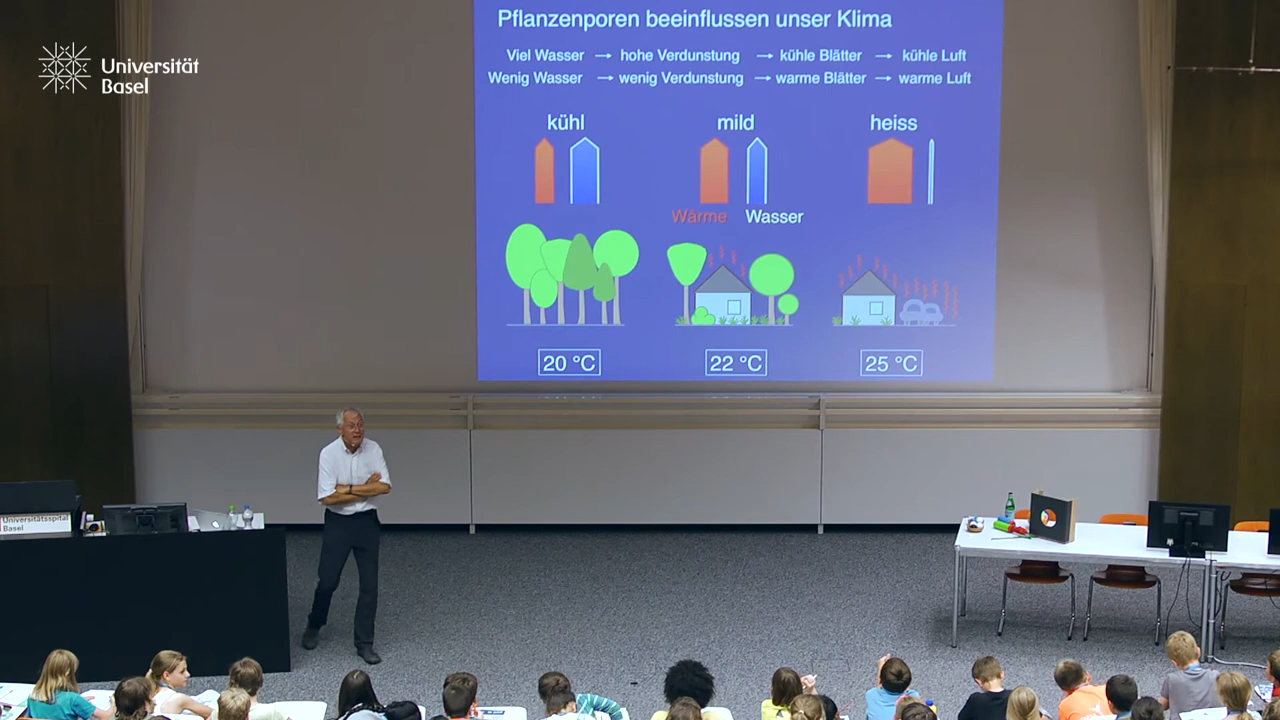 Universität
Basel
Pflanzenporen beeinflussen unser Klima
Viel Wasser → hohe Verdunstung → kühle Blätter → kühle Luft
Wenig Wasser → wenig Verdunstung → warme Blätter → warme Luft
kühl mild heiss
Wärme Wasser
20 °C 22 °C 25 °C
Universitätsspital
Basel